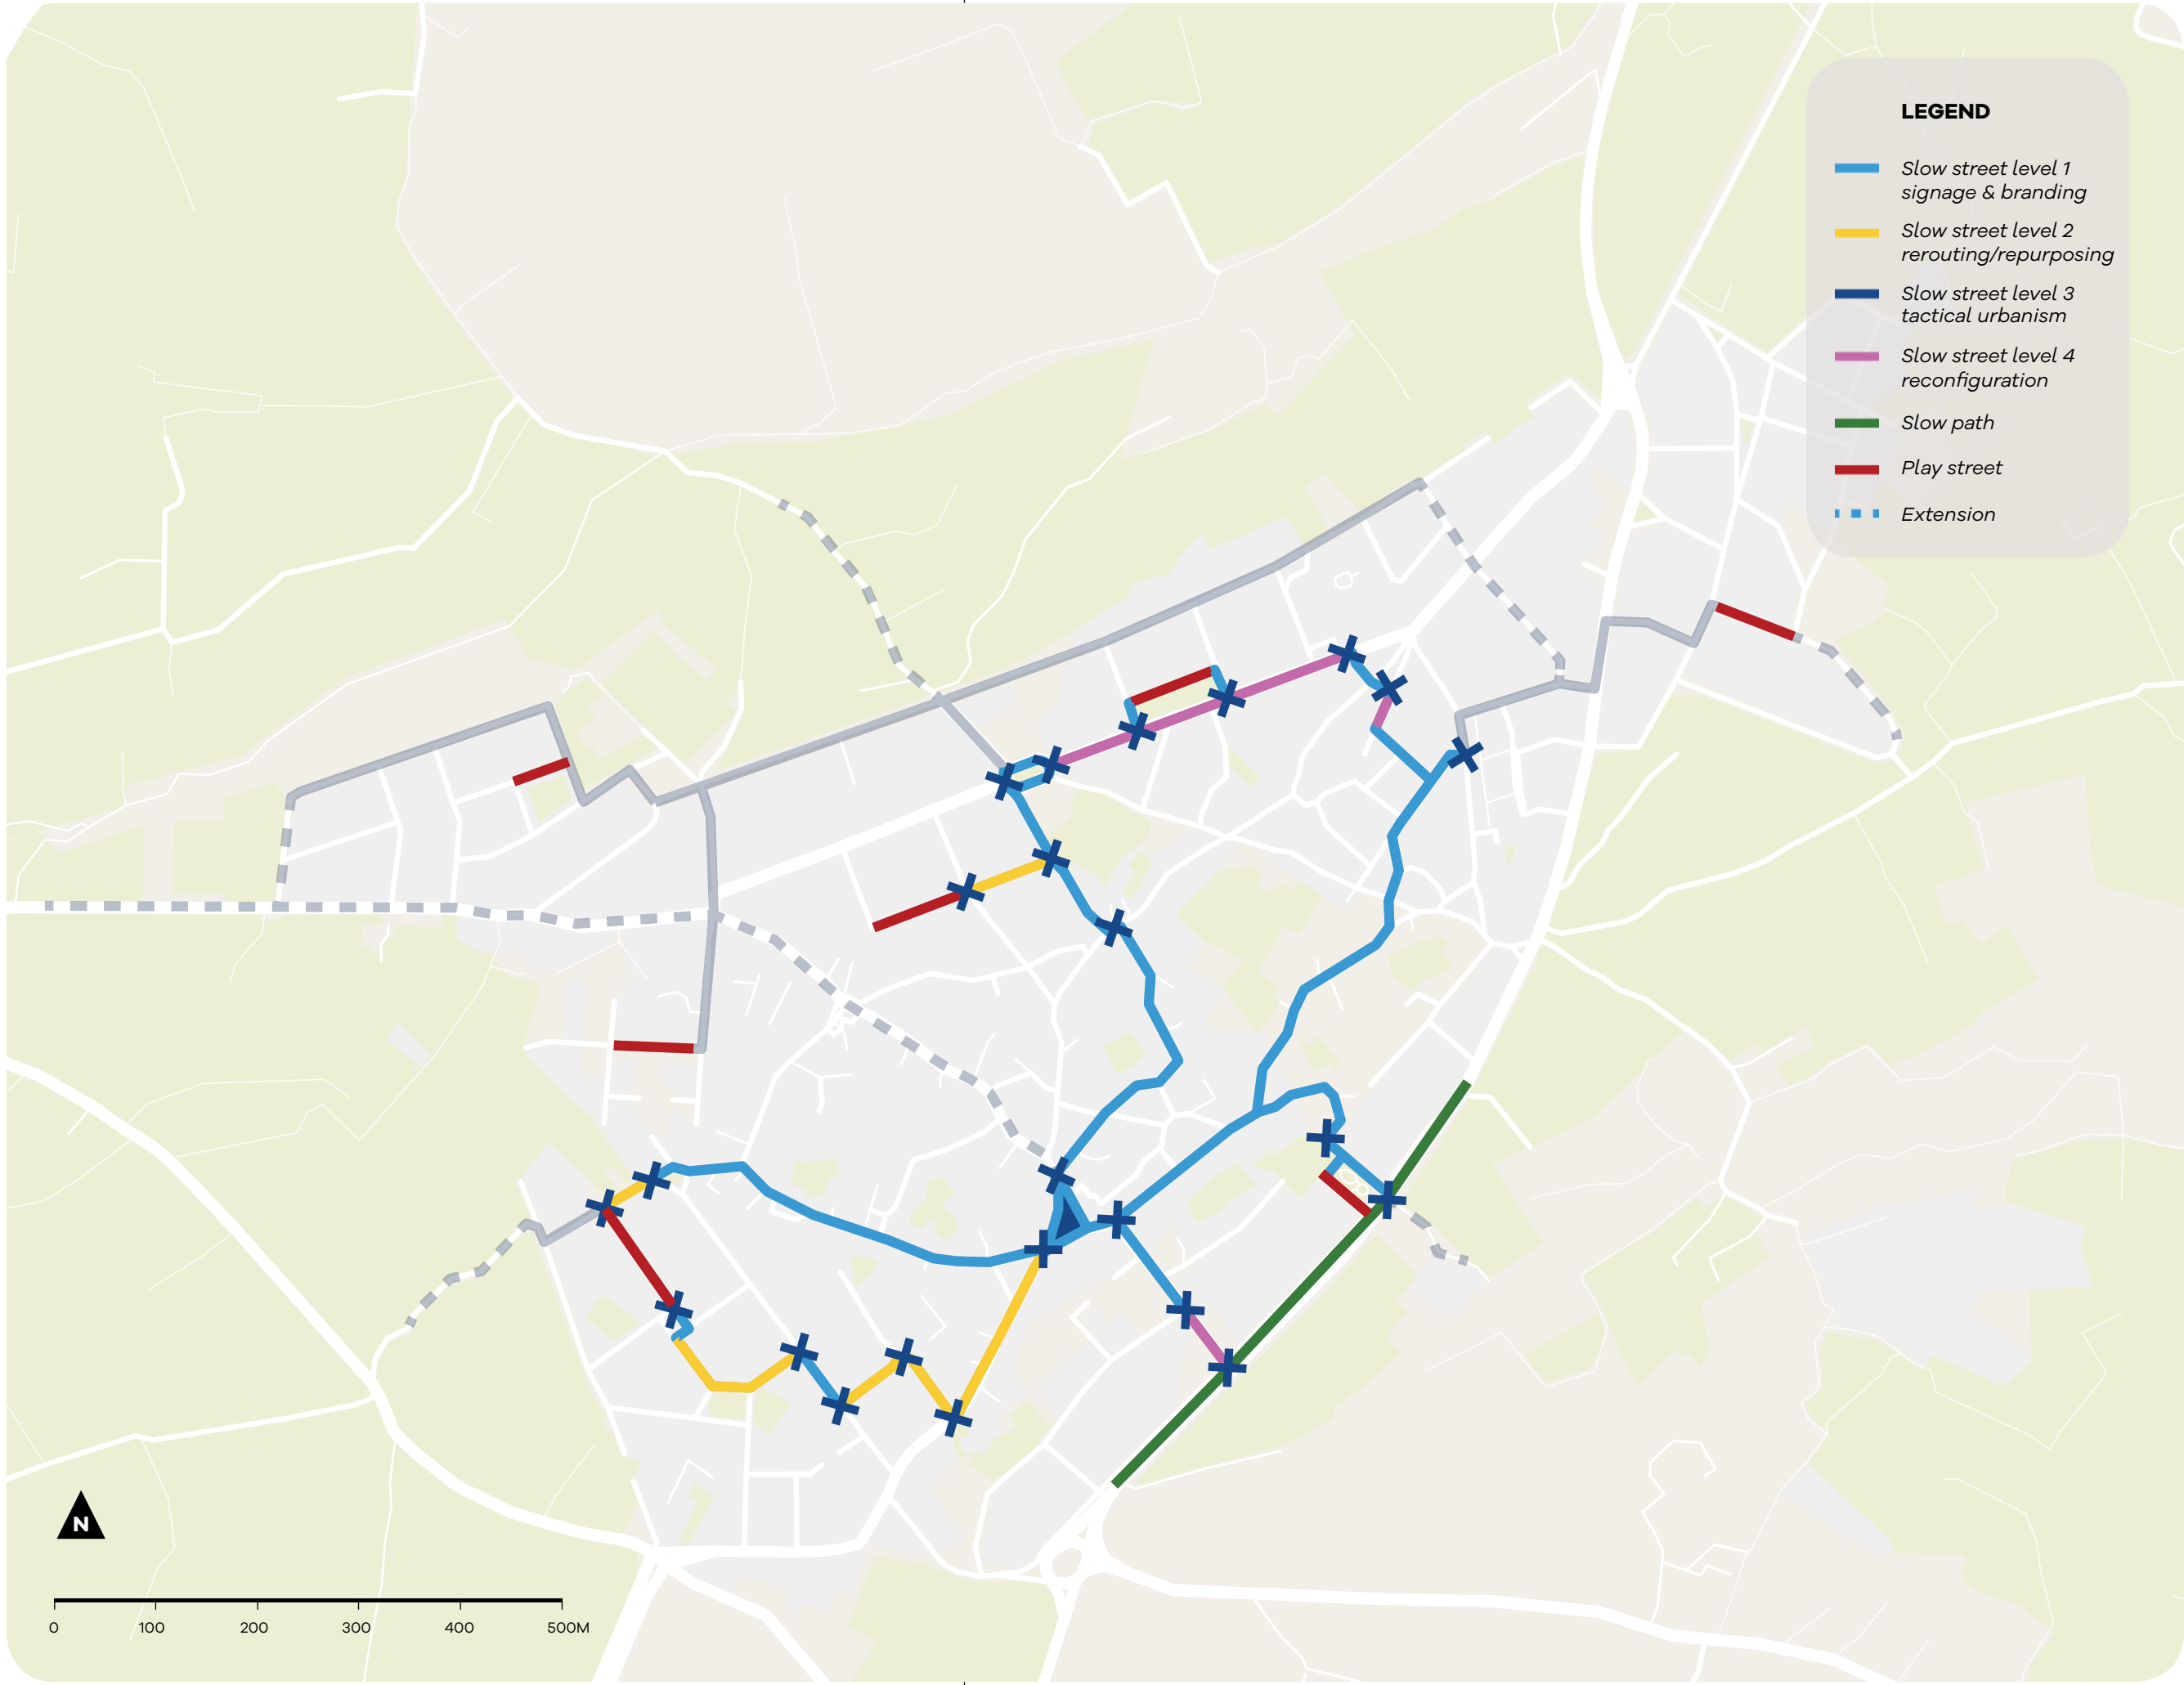 LEGEND
Slow street level 1
signage & branding
Slow street level 2
rerouting/repurposing
Slow street level 3
tactical urbanism
Slow street level 4
reconfiguration
Slow path
Play street
Extension
N
0 100 200 300 400 500M